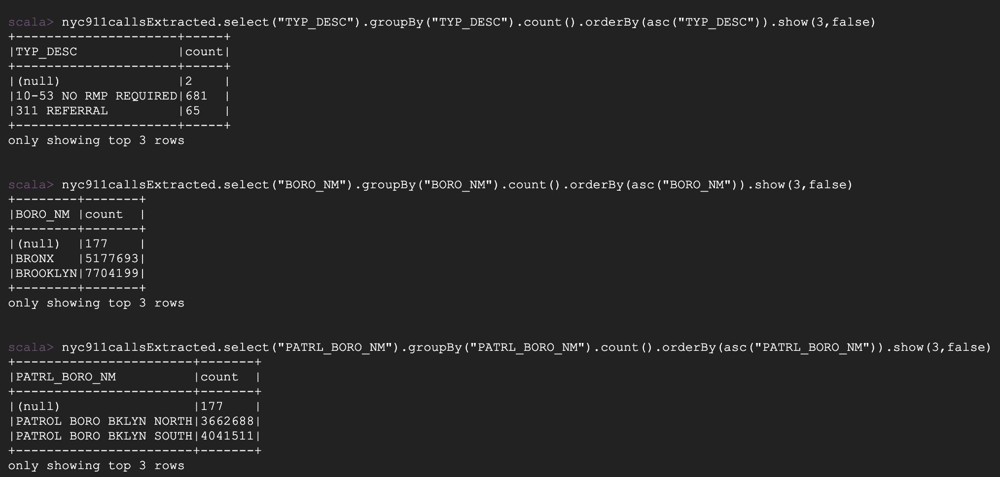 scala> nyc911callsExtracted.select("TYP_DESC").groupBy("TYP_DESC").count().orderBy(asc("TYP_DESC")).show(3,false)
+---------------------+-----+
|TYP_DESC             |count|
+---------------------+-----+
|(null)               |2    |
|10-53 NO RMP REQUIRED|681  |
|311 REFERRAL         |65   |
+---------------------+-----+
only showing top 3 rows
scala> nyc911callsExtracted.select("BORO_NM").groupBy("BORO_NM").count().orderBy(asc("BORO_NM")).show(3,false)
+--------+-------+
|BORO_NM |count  |
+--------+-------+
|(null)  |177    |
|BRONX   |5177693|
|BROOKLYN|7704199|
+--------+-------+
only showing top 3 rows
scala> nyc911callsExtracted.select("PATRL_BORO_NM").groupBy("PATRL_BORO_NM").count().orderBy(asc("PATRL_BORO_NM")).show(3,false)
+-----------------------+-------+
|PATRL_BORO_NM          |count  |
+-----------------------+-------+
|(null)                 |177    |
|PATROL BORO BKLYN NORTH|3662688|
|PATROL BORO BKLYN SOUTH|4041511|
+-----------------------+-------+
only showing top 3 rows